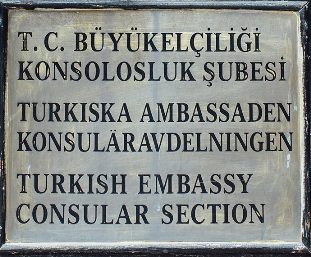 T.C. BÜYÜKELÇİLİĞİ
KONSOLOSLUK ŞUBESİ
TURKISKA AMBASSADEN
KONSULÄRAVDELNINGEN
TURKISH EMBASSY
CONSULAR SECTION